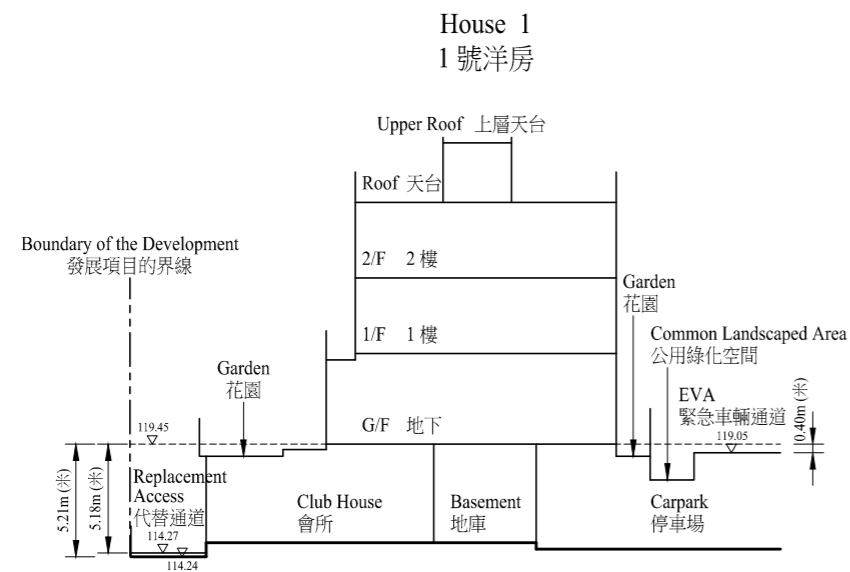 House 1
1 號洋房
Upper Roof 上層天台
Roof 天台
Boundary of the Development
發展項目的界線
2/F 2 樓
Garden
花園
1/F 1 樓
Common Landscaped Area
公用綠化空間
Garden
花園
EVA
緊急車輛通道
G/F 地下
119.45
119.05
0.40m (米)
5.21m (米)
5.18m (米)
Replacement
Access
代替通道
114.27
114.24
Club House
會所
Basement
地庫
Carpark
停車場